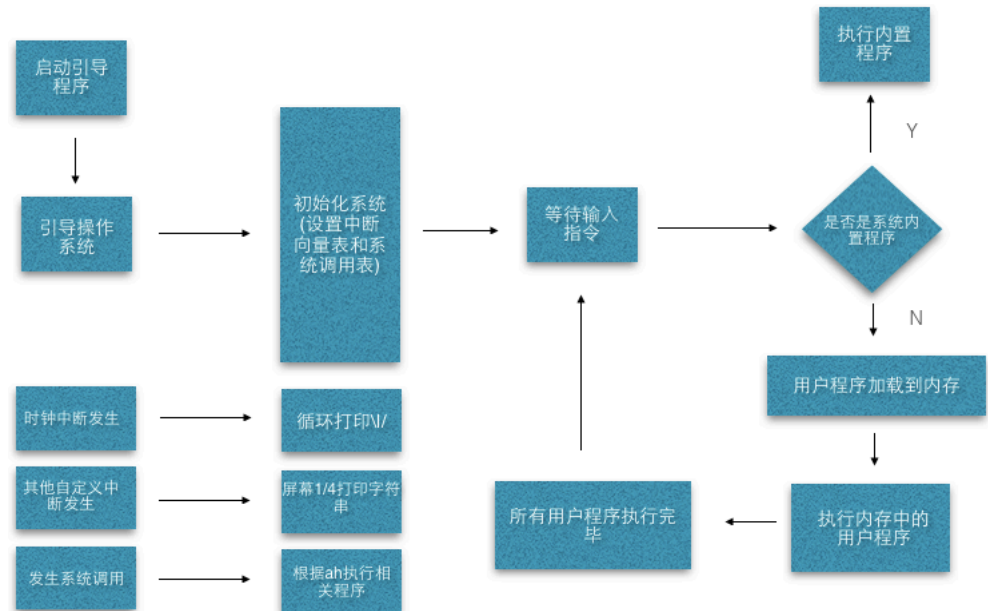 启动引导
程序
引导操作
系统
初始化系统
(设置中断
向量表和系
统调用表)
等待输入
指令
是否是系统内
置程序
Y
执行内置
程序
N
用户程序加载到内存
执行内存中的
用户程序
所有用户程序执行完
毕
时钟中断发生
循环打印\l/
其他自定义中
断发生
屏幕1/4打印字符
串
发生系统调用
根据ah执行相
关程序